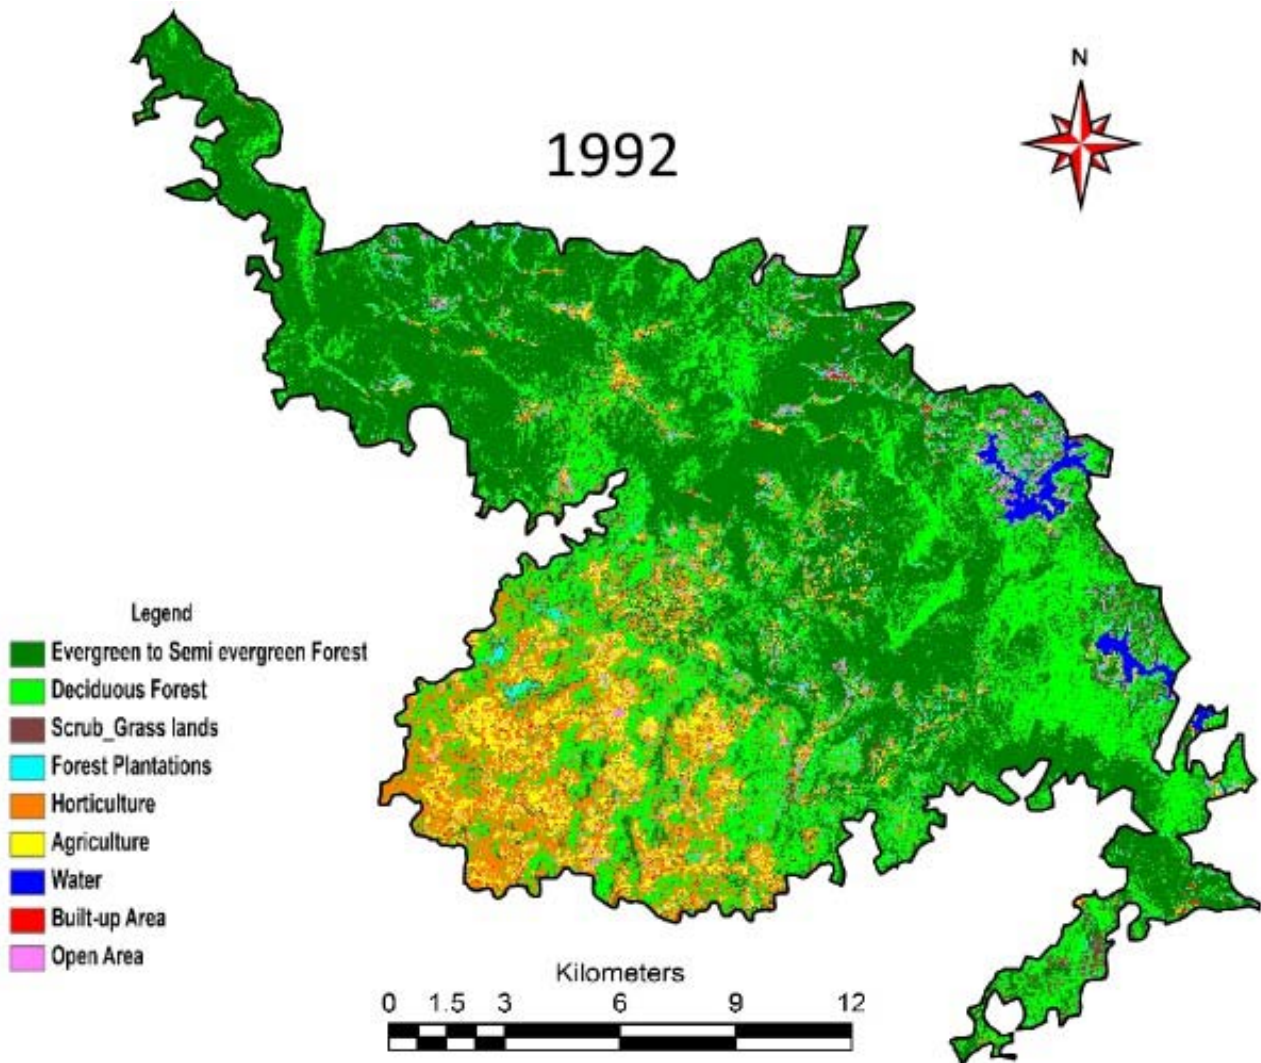 N
1992
Legend
Evergreen to Semi evergreen Forest
Deciduous Forest
Scrub_Grass lands
Forest Plantations
Horticulture
Agriculture
Water
Built-up Area
Open Area
Kilometers
0 1.5 3 6 9 12